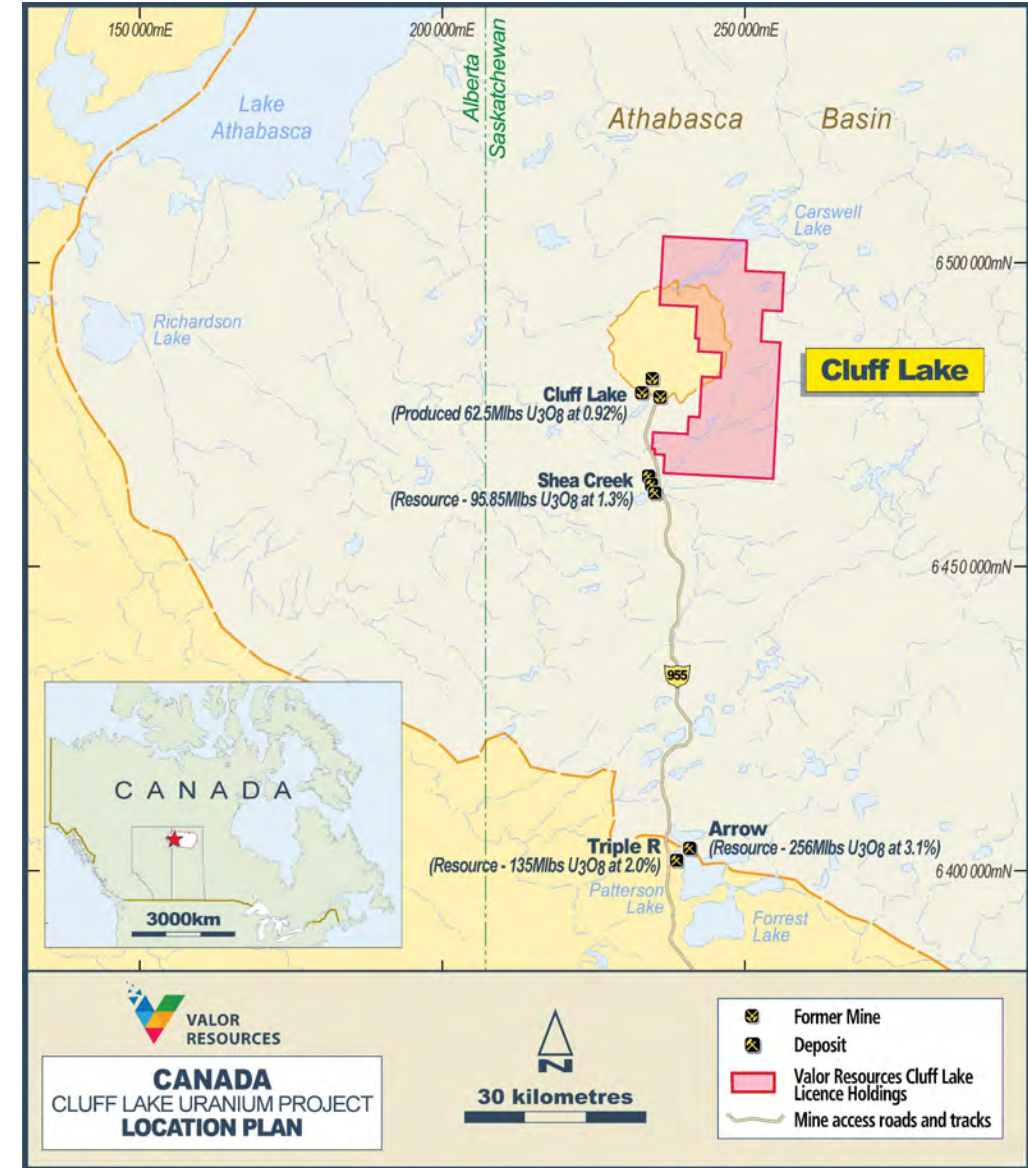 150 000mE
200 000mE
250 000mE
Alberta
Saskatchewan
Lake
Athabasca
Athabasca Basin
Carswell
Lake
6 500 000mN
Richardson
Lake
Cluff Lake
Cluff Lake
(Produced 62.5Mlbs U3O8 at 0.92%)
Shea Creek
(Resource - 95.85Mlbs U3O8 at 1.3%)
6 450 000mN
955
CANADA
3000km
Arrow
(Resource - 256Mlbs U3O8 at 3.1%)
Triple R
(Resource - 135Mlbs U3O8 at 2.0%)
6 400 000mN
Patterson
Lake
Forrest
Lake
VALOR
RESOURCES
CANADA
CLUFF LAKE URANIUM PROJECT
LOCATION PLAN
N
30 kilometres
Former Mine
Deposit
Valor Resources Cluff Lake
Licence Holdings
Mine access roads and tracks